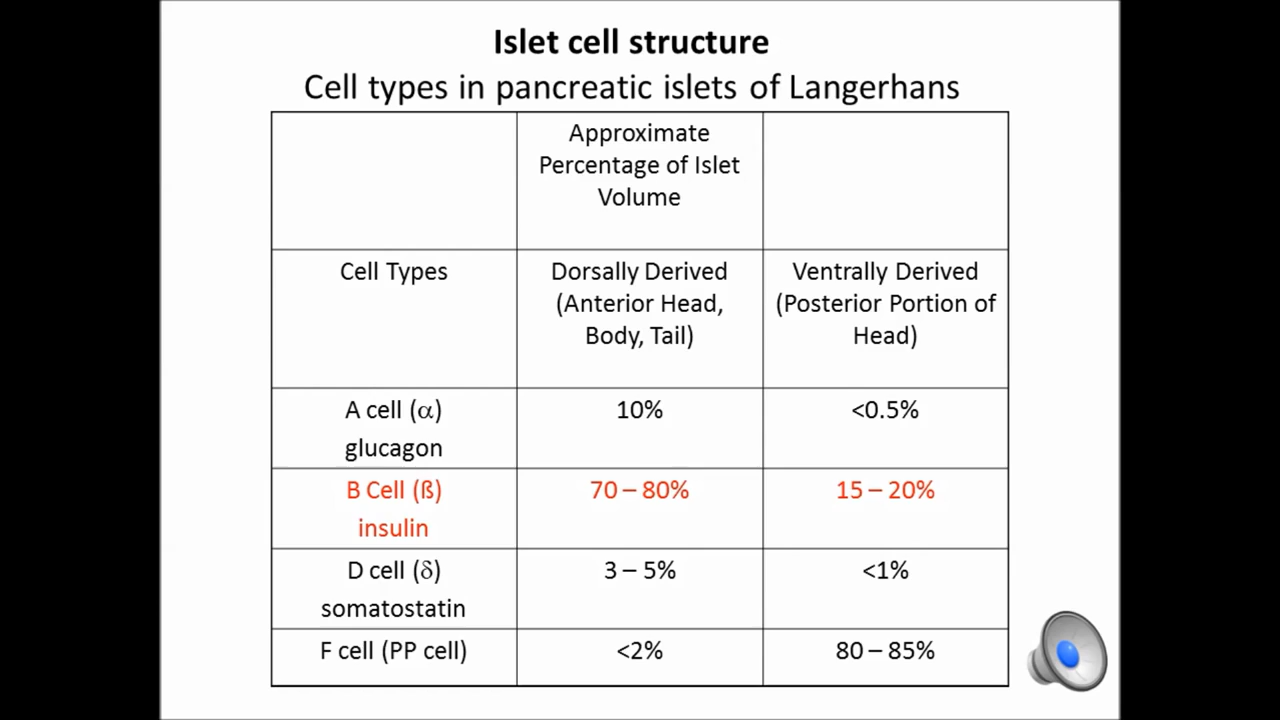 Islet cell structure
Cell types in pancreatic islets of Langerhans
Approximate
Percentage of Islet
Volume
Cell Types
Dorsally Derived
(Anterior Head,
Body, Tail)
Ventrally Derived
(Posterior Portion of
Head)
A cell (α)
glucagon
10%
<0.5%
B Cell (ß)
insulin
70 – 80%
15 – 20%
D cell (δ)
somatostatin
3 – 5%
<1%
F cell (PP cell)
<2%
80 – 85%